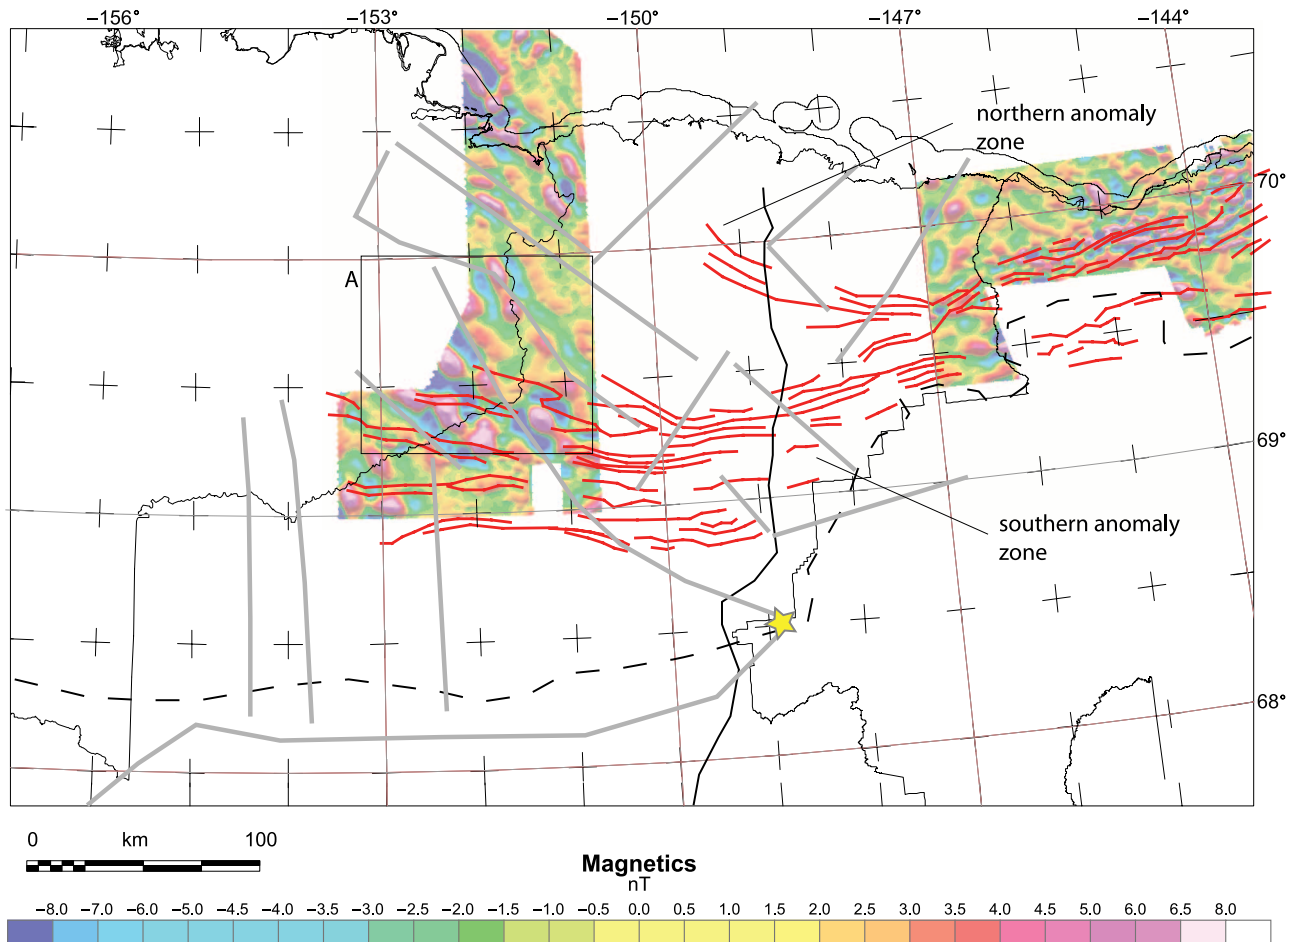 −156° −153° −150° −147° −144°
northern anomaly
zone
70°
A
69°
southern anomaly
zone
68°
0 km 100
Magnetics
nT
−8.0 −7.0 −6.0 −5.0 −4.5 −4.0 −3.5 −3.0 −2.5 −2.0 −1.5 −1.0 −0.5 0.0 0.5 1.0 1.5 2.0 2.5 3.0 3.5 4.0 4.5 5.0 6.0 6.5 8.0